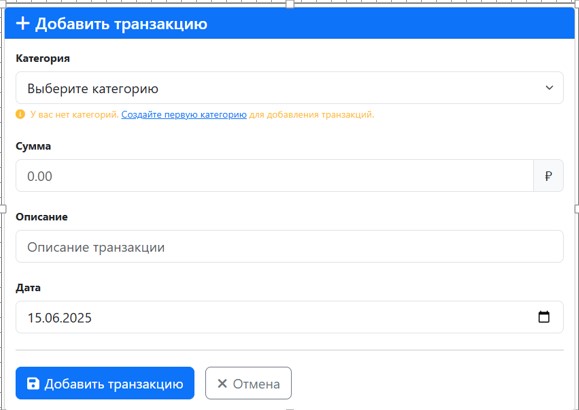 Добавить транзакцию
Категория
Выберите категорию
У вас нет категорий. Создайте первую категорию для добавления транзакций.
Сумма
0.00 ₽
Описание
Описание транзакции
Дата
15.06.2025
Добавить транзакцию Отмена